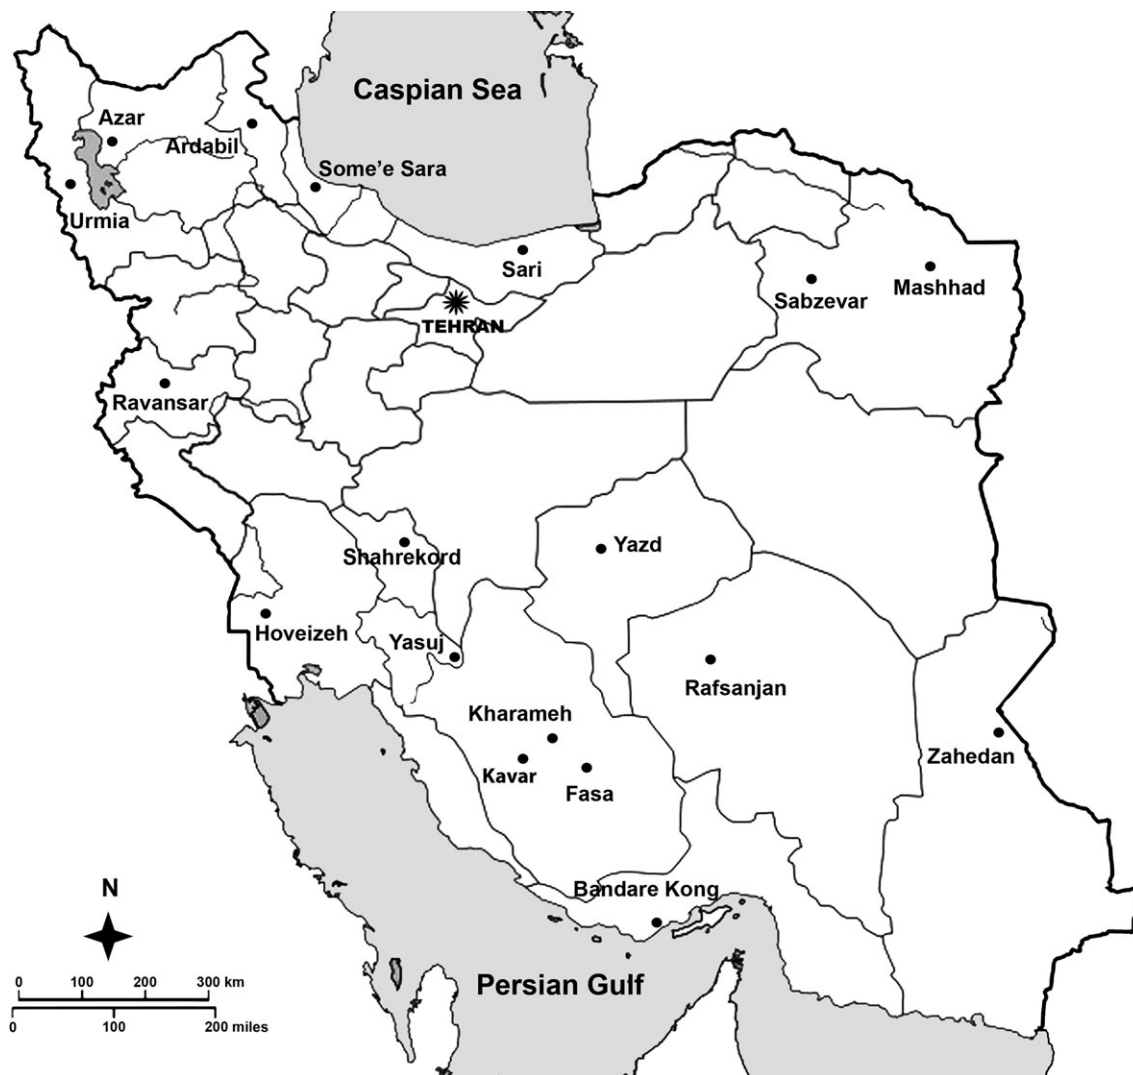 Caspian Sea
Azar
Ardabil
Some’e Sara
Urmia
Sari
Mashhad
Sabzevar
TEHRAN
Ravansar
Yazd
Shahrekord
Hoveizeh
Yasuj
Rafsanjan
Kharameh
Zahedan
Kavar
Fasa
N
Bandare Kong
Persian Gulf
0 100 200 300 km
0 100 200 miles